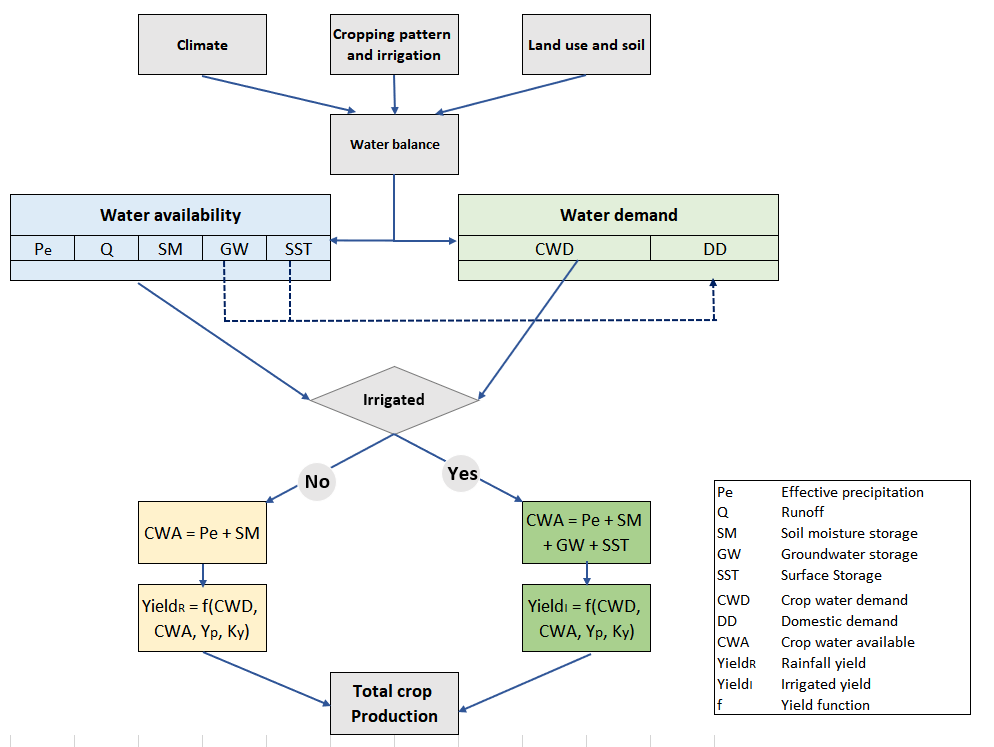 Climate
Cropping pattern
and irrigation
Land use and soil
Water balance
Water availability
Pe Q SM GW SST
Water demand
CWD DD
Irrigated
No
Yes
CWA = Pe + SM
CWA = Pe + SM
+ GW + SST
YieldR = f(CWD,
CWA, Yp, Ky)
YieldI = f(CWD,
CWA, Yp, Ky)
Total crop
Production
Pe Effective precipitation
Q Runoff
SM Soil moisture storage
GW Groundwater storage
SST Surface Storage
CWD Crop water demand
DD Domestic demand
CWA Crop water available
YieldR Rainfall yield
YieldI Irrigated yield
f Yield function